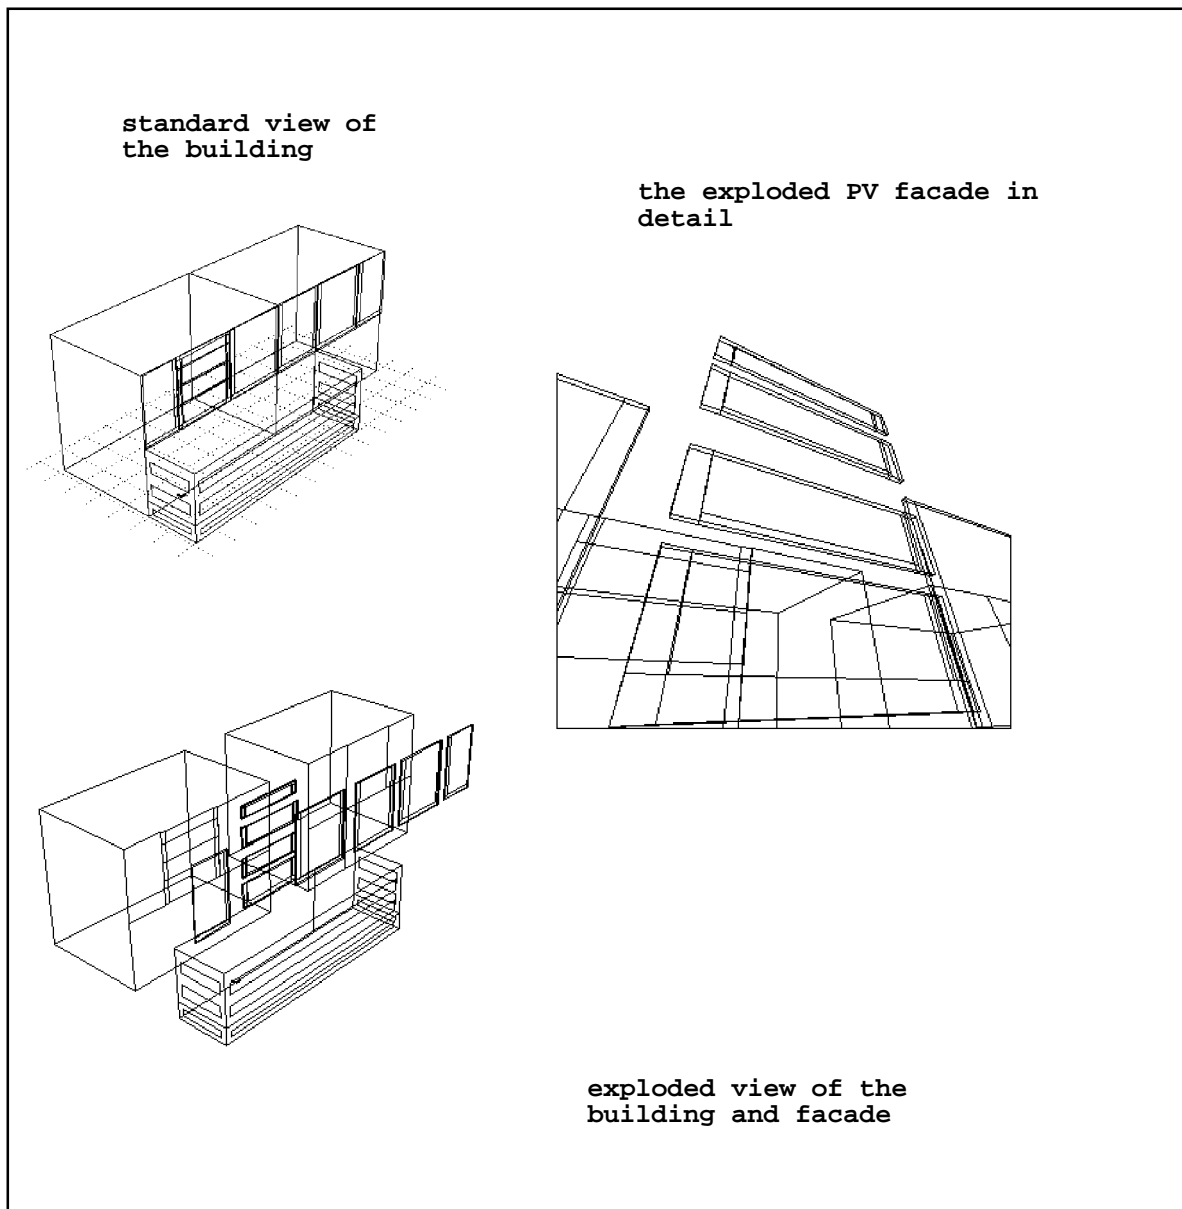 standard view of
the building
the exploded PV facade in
detail
exploded view of the
building and facade